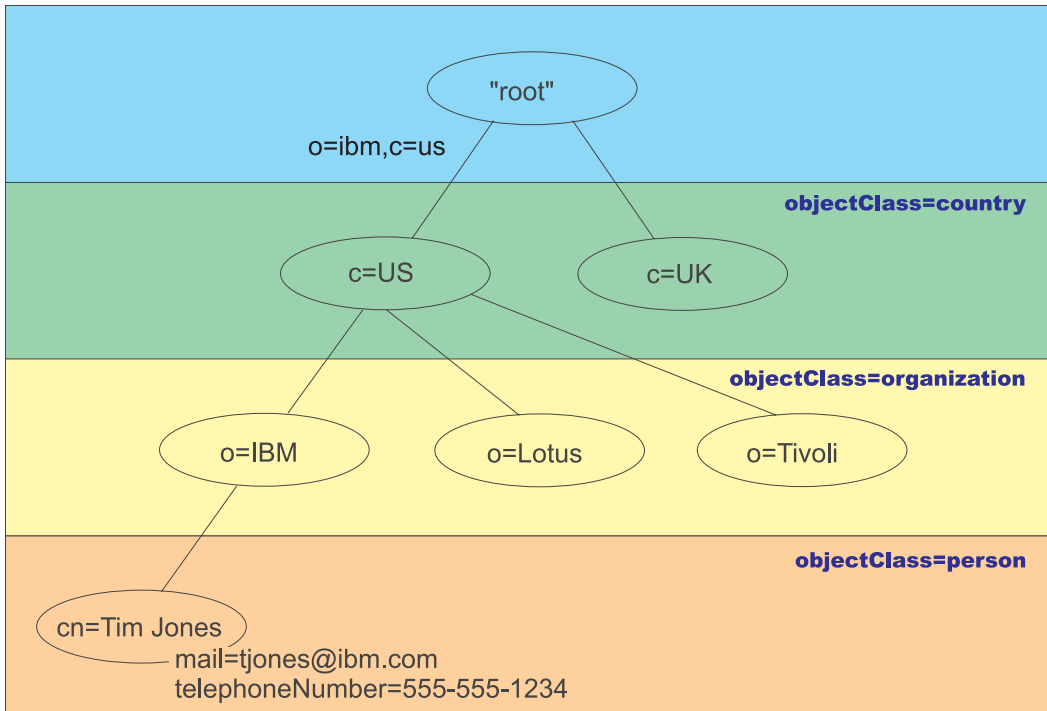 "root"
o=ibm,c=us
objectClass=country
c=US
c=UK
objectClass=organization
o=IBM
o=Lotus
o=Tivoli
objectClass=person
cn=Tim Jones
mail=tjones@ibm.com
telephoneNumber=555-555-1234